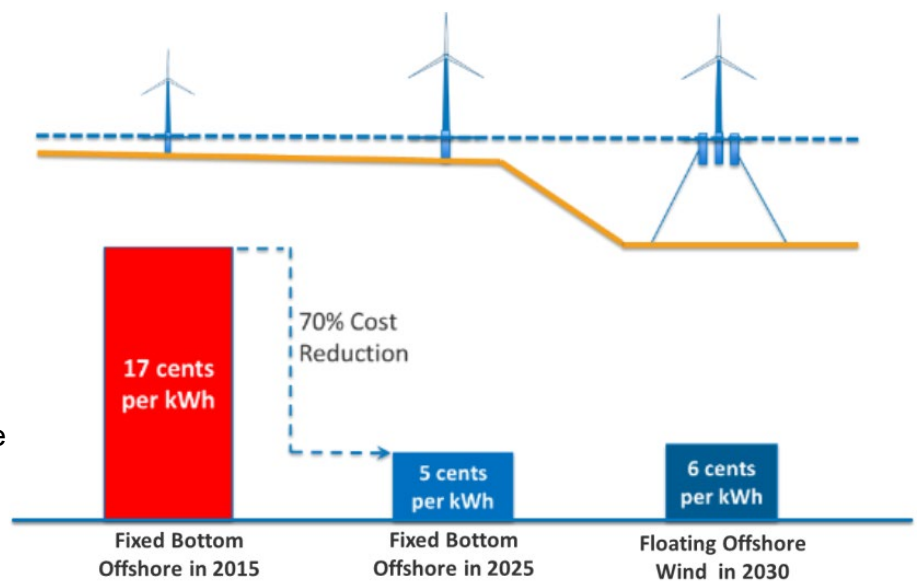 70% Cost
Reduction
17 cents
per kWh
e
5 cents
per kWh
6 cents
per kWh
Fixed Bottom
Offshore in 2015
Fixed Bottom
Offshore in 2025
Floating Offshore
Wind in 2030